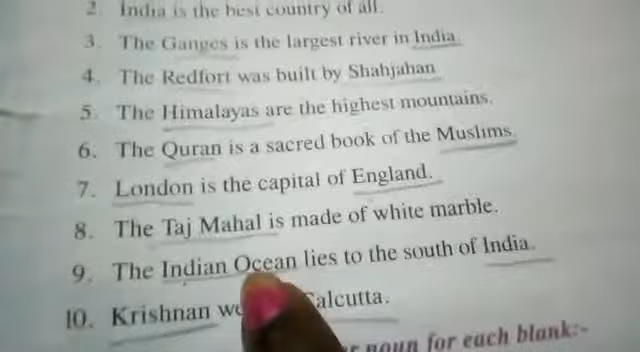 2. India is the best country of all.
3. The Ganges is the largest river in India.
4. The Redfort was built by Shahjahan
5. The Himalayas are the highest mountains.
6. The Quran is a sacred book of the Muslims.
7. London is the capital of England.
8. The Taj Mahal is made of white marble.
9. The Indian Ocean lies to the south of India.
10. Krishnan Calcutta.
noun for each blank:-